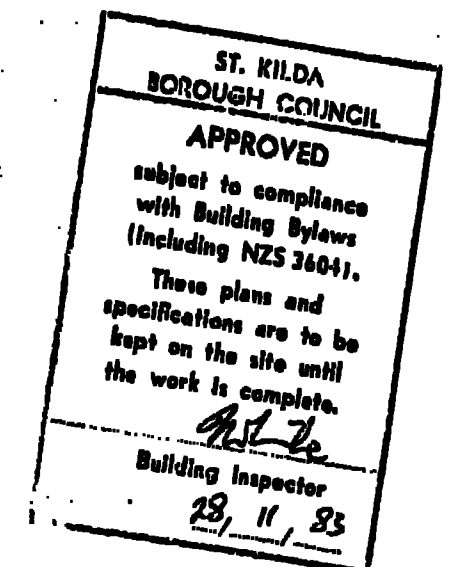 ST. KILDA
BOROUGH COUNCIL
APPROVED
subject to compliance
with Building Bylaws
(Including NZS 3604).
These plans and
specifications are to be
kept on the site until
the work is complete.
Building Inspector
28, 11, 83